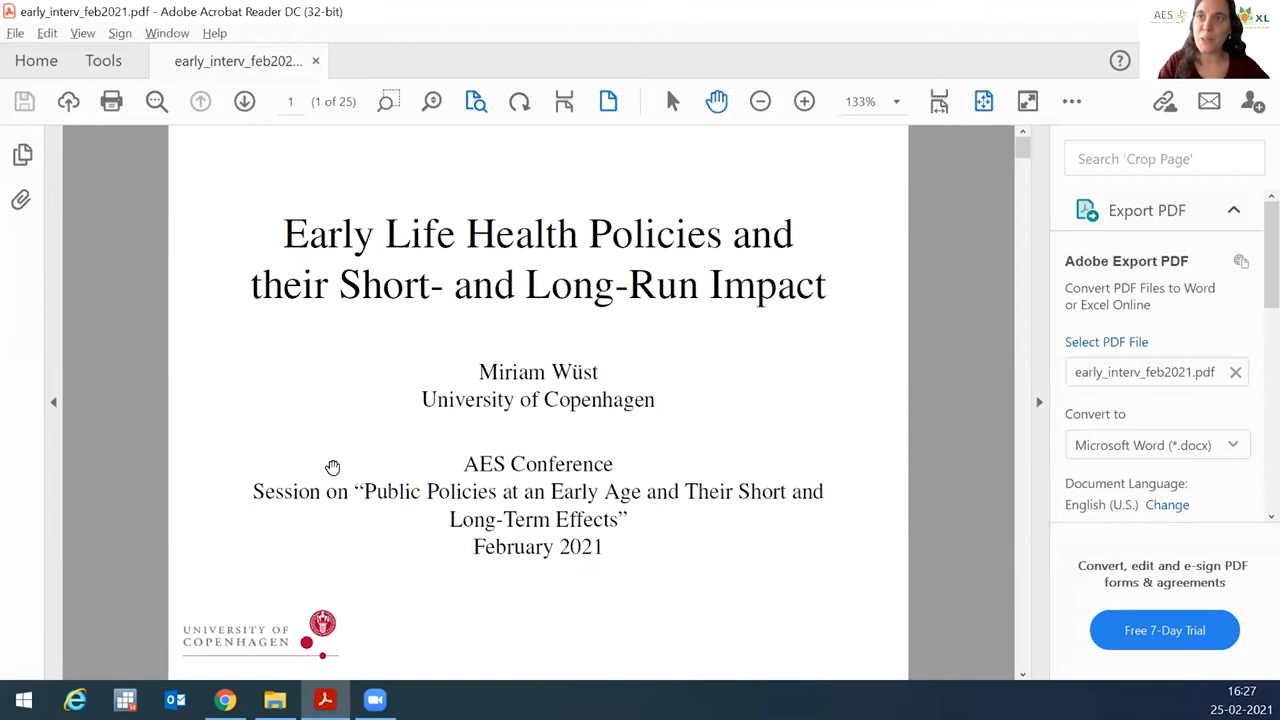 early_interv_feb2021.pdf - Adobe Acrobat Reader DC (32-bit)
File Edit View Sign Window Help
AES XL
Home Tools early_interv_feb202... ×
1 (1 of 25) 133%
Search 'Crop Page'
Export PDF
Adobe Export PDF
Convert PDF Files to Word
or Excel Online
Select PDF File
early_interv_feb2021.pdf
Convert to
Microsoft Word (*.docx)
Document Language:
English (U.S.) Change
Convert, edit and e-sign PDF
forms & agreements
Free 7-Day Trial
Early Life Health Policies and
their Short- and Long-Run Impact
Miriam Wüst
University of Copenhagen
AES Conference
Session on “Public Policies at an Early Age and Their Short and
Long-Term Effects”
February 2021
UNIVERSITY OF
COPENHAGEN
16:27
25-02-2021